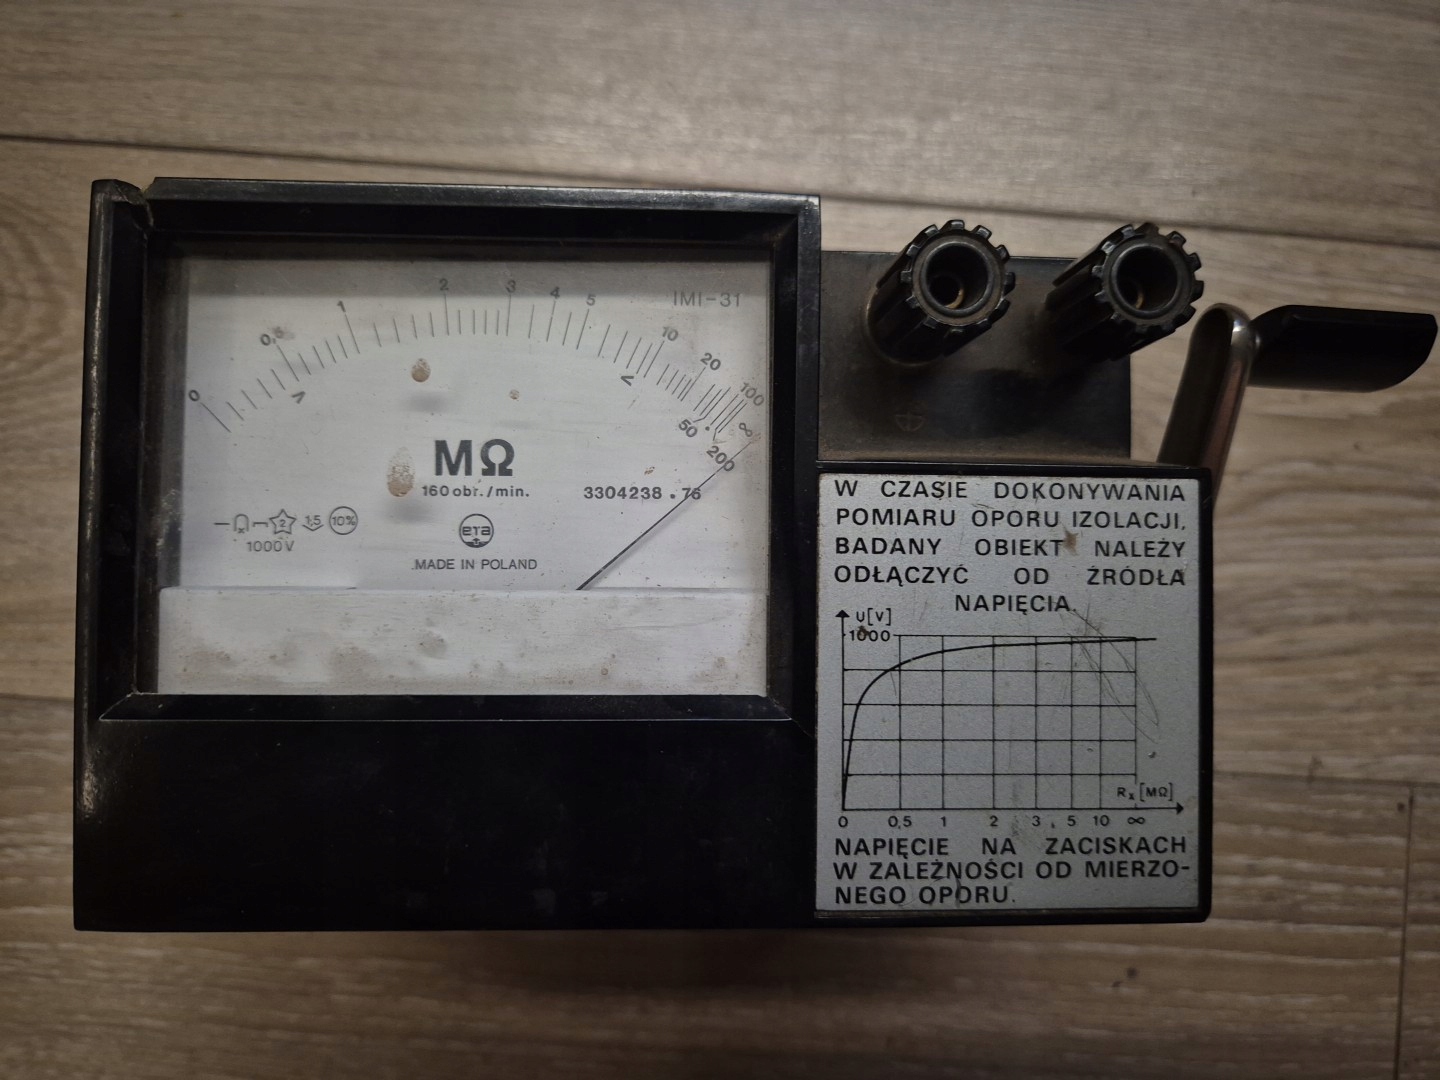 0 0,5 1 2 3 4 5 10 20 50 100 200 ∞
IMI-31
< <
MΩ
160 obr./min.
3304238.76
2 1,5 10%
1000V
era
MADE IN POLAND
W CZASIE DOKONYWANIA
POMIARU OPORU IZOLACJI,
BADANY OBIEKT NALEŻY
ODŁĄCZYĆ OD ŹRÓDŁA
NAPIĘCIA.
U[V]
1000
Rx [MΩ]
0 0,5 1 2 3 5 10 ∞
NAPIĘCIE NA ZACISKACH
W ZALEŻNOŚCI OD MIERZO-
NEGO OPORU.